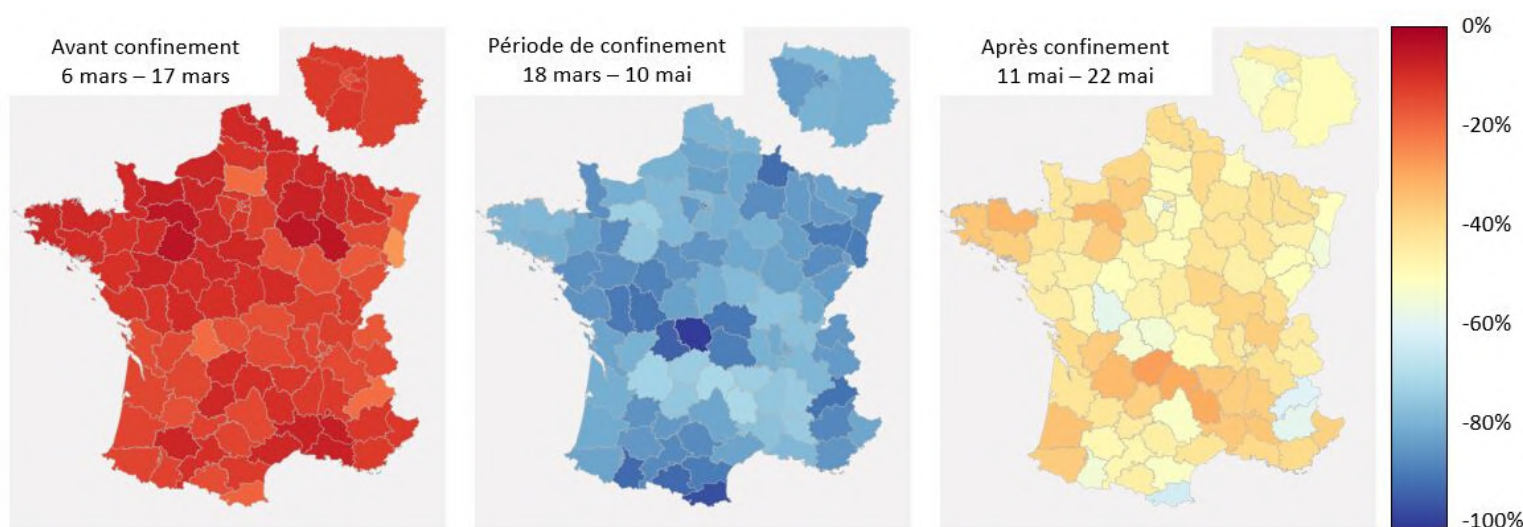 Avant confinement
6 mars – 17 mars
Période de confinement
18 mars – 10 mai
Après confinement
11 mai – 22 mai
0%
-20%
-40%
-60%
-80%
-100%